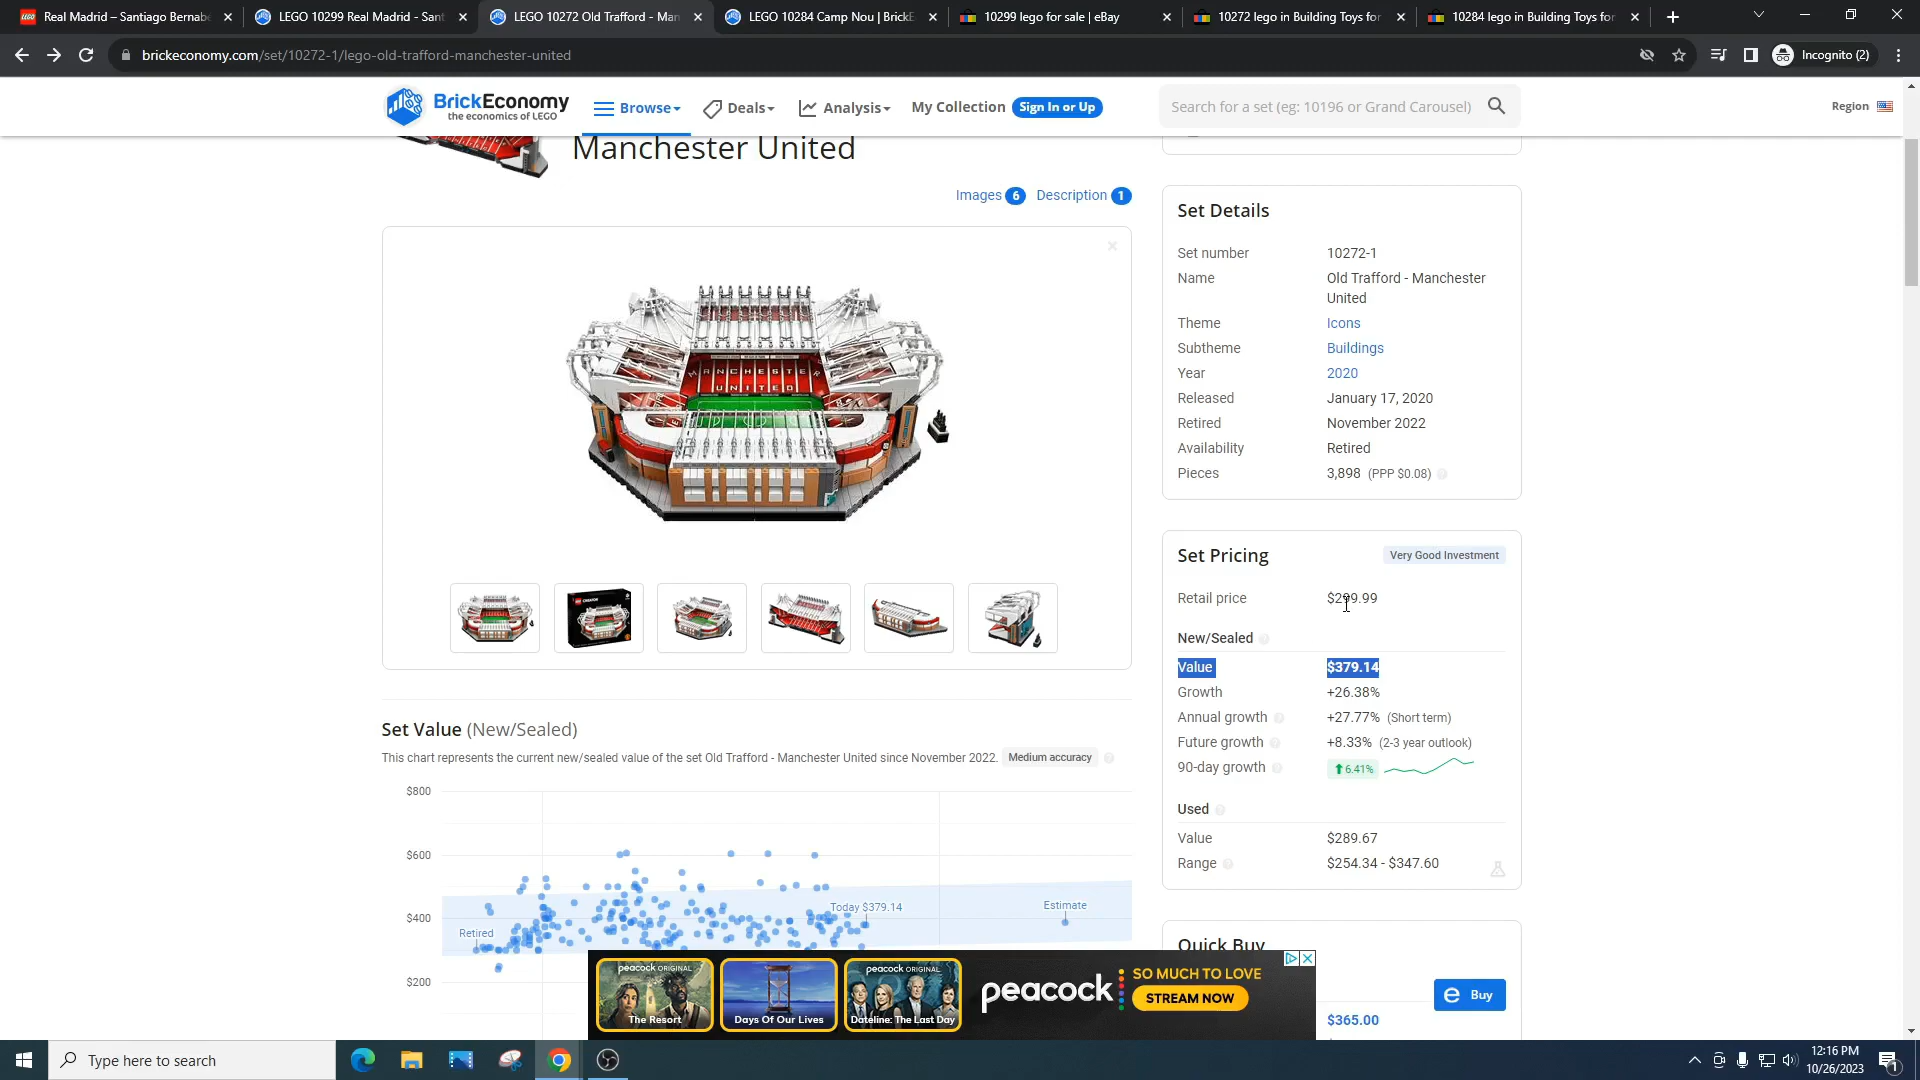 Real Madrid – Santiago Bernabé
LEGO 10299 Real Madrid - Sant
LEGO 10272 Old Trafford - Man
LEGO 10284 Camp Nou | BrickE
10299 lego for sale | eBay
10272 lego in Building Toys for
10284 lego in Building Toys for
brickeconomy.com/set/10272-1/lego-old-trafford-manchester-united
Incognito (2)
BrickEconomy
the economics of LEGO
Browse
Deals
Analysis
My Collection
Sign In or Up
Search for a set (eg: 10196 or Grand Carousel)
Region
Manchester United
Images 6
Description 1
MANCHESTER
UNITED
Set Details
Set number 10272-1
Name Old Trafford - Manchester
United
Theme Icons
Subtheme Buildings
Year 2020
Released January 17, 2020
Retired November 2022
Availability Retired
Pieces 3,898 (PPP $0.08)
Set Pricing
Very Good Investment
Retail price $299.99
New/Sealed
Value $379.14
Growth +26.38%
Annual growth +27.77% (Short term)
Future growth +8.33% (2-3 year outlook)
90-day growth 6.41%
Used
Value $289.67
Range $254.34 - $347.60
Quick Buy
Buy
$365.00
Set Value (New/Sealed)
This chart represents the current new/sealed value of the set Old Trafford - Manchester United since November 2022.
Medium accuracy
$800
$600
$400
$200
Retired
Today $379.14
Estimate
peacock ORIGINAL
The Resort
peacock
Days Of Our Lives
peacock ORIGINAL
Dateline: The Last Day
peacock
SO MUCH TO LOVE
STREAM NOW
Type here to search
12:16 PM
10/26/2023
1